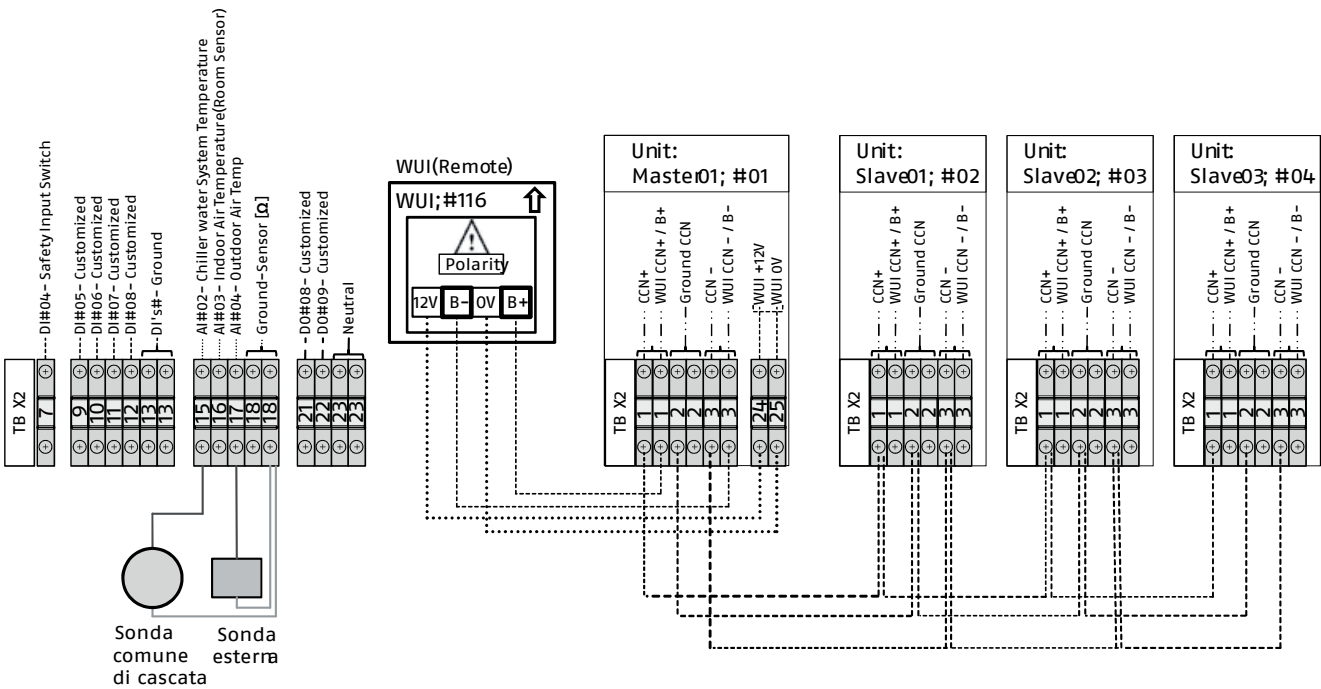 DI#04- Safety Input Switch
DI#05- Customized
DI#06- Customized
DI#07- Customized
DI#08- Customized
DI's#- Ground
AI#02- Chiller water System Temperature
AI#03- Indoor Air Temperature(Room Sensor)
AI#04- Outdoor Air Temp
Ground-Sensor [Ω]
DO#08- Customized
DO#09- Customized
Neutral
TB X2
7
9
10
11
12
13
13
15
16
17
18
18
21
22
23
23
Sonda
comune
di cascata
Sonda
esterna
WUI(Remote)
WUI;#116
Polarity
12V B- 0V B+
Unit:
Master01; #01
CCN+
WUI CCN+ / B+
Ground CCN
CCN -
WUI CCN - / B-
WUI +12V
WUI 0V
TB X2
1
1
2
2
3
3
24
25
Unit:
Slave01; #02
CCN+
WUI CCN+ / B+
Ground CCN
CCN -
WUI CCN - / B-
TB X2
1
1
2
2
3
3
Unit:
Slave02; #03
CCN+
WUI CCN+ / B+
Ground CCN
CCN -
WUI CCN - / B-
TB X2
1
1
2
2
3
3
Unit:
Slave03; #04
CCN+
WUI CCN+ / B+
Ground CCN
CCN -
WUI CCN - / B-
TB X2
1
1
2
2
3
3